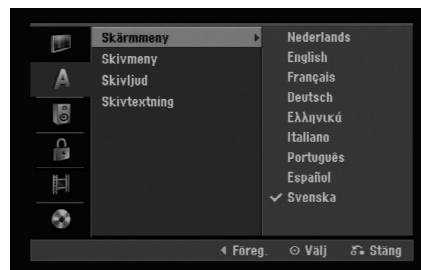 Skärmmeny
Skivmeny
Skivljud
Skivtextning
Nederlands
English
Français
Deutsch
Ελληνικά
Italiano
Português
Español
✓ Svenska
A
Föreg.
Välj
Stäng